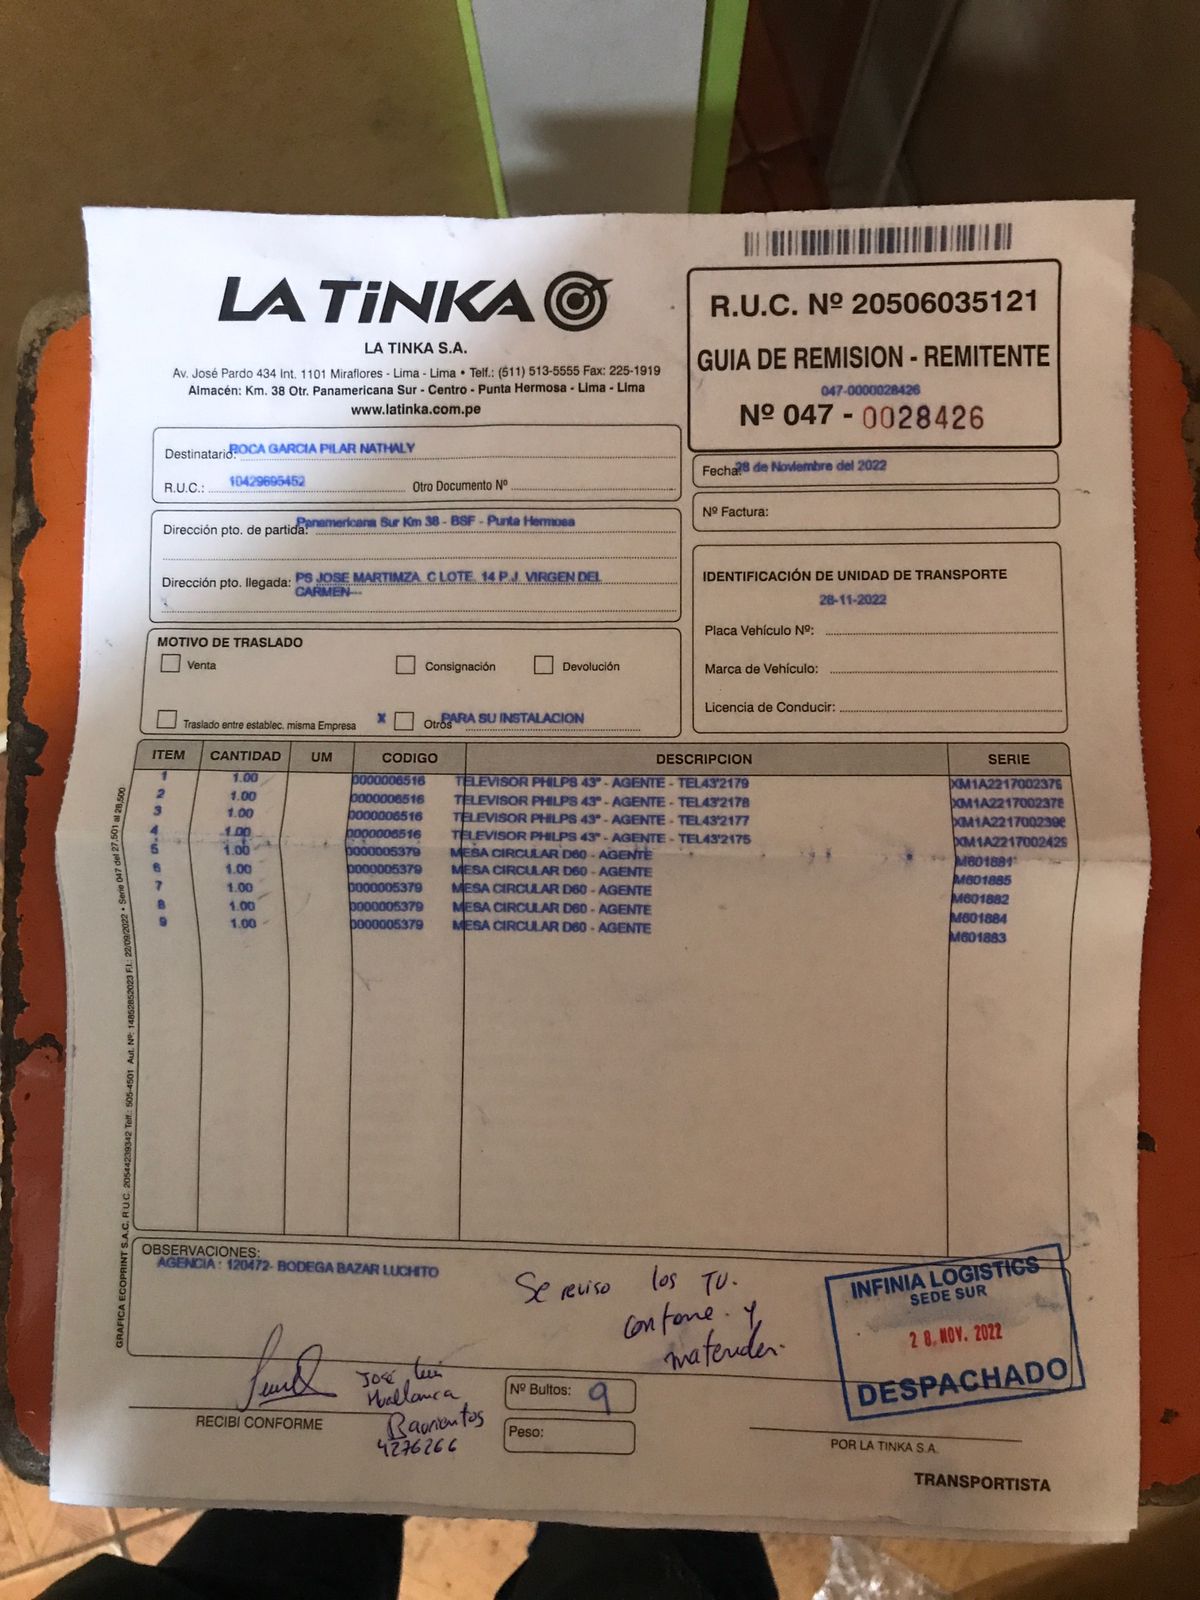 LA TiNKA
LA TINKA S.A.
Av. José Pardo 434 Int. 1101 Miraflores - Lima - Lima • Telf.: (511) 513-5555 Fax: 225-1919
Almacén: Km. 38 Otr. Panamericana Sur - Centro - Punta Hermosa - Lima - Lima
www.latinka.com.pe
R.U.C. Nº 20506035121
GUIA DE REMISION - REMITENTE
047-0000028426
Nº 047 - 0028426
Destinatario: ROCA GARCIA PILAR NATHALY
R.U.C.: 10429695452 Otro Documento Nº
Fecha: 28 de Noviembre del 2022
Nº Factura:
Dirección pto. de partida: Panamericana Sur Km 38 - BSF - Punta Hermosa
Dirección pto. llegada: PS JOSE MARTIMZA. C LOTE. 14 P.J. VIRGEN DEL
CARMEN---
IDENTIFICACIÓN DE UNIDAD DE TRANSPORTE
28-11-2022
Placa Vehículo Nº:
Marca de Vehículo:
Licencia de Conducir:
MOTIVO DE TRASLADO
Venta Consignación Devolución
Traslado entre establec. misma Empresa X Otros PARA SU INSTALACION
ITEM CANTIDAD UM CODIGO DESCRIPCION SERIE
1 1.00 0000006516 TELEVISOR PHILPS 43" - AGENTE - TEL43'2179 XM1A2217002379
2 1.00 0000006516 TELEVISOR PHILPS 43" - AGENTE - TEL43'2178 XM1A2217002378
3 1.00 0000006516 TELEVISOR PHILPS 43" - AGENTE - TEL43'2177 XM1A2217002396
4 1.00 0000006516 TELEVISOR PHILPS 43" - AGENTE - TEL43'2175 XM1A2217002429
5 1.00 0000005379 MESA CIRCULAR D60 - AGENTE M601881
6 1.00 0000005379 MESA CIRCULAR D60 - AGENTE M601885
7 1.00 0000005379 MESA CIRCULAR D60 - AGENTE M601882
8 1.00 0000005379 MESA CIRCULAR D60 - AGENTE M601884
9 1.00 0000005379 MESA CIRCULAR D60 - AGENTE M601883
GRAFICA ECOPRINT S.A.C. R.U.C. 20544239342 Telf.: 505-4501 Aut. Nº: 14852852023 F.I.: 22/09/2022 • Serie 047 del 27,501 al 28,500
OBSERVACIONES:
AGENCIA : 120472- BODEGA BAZAR LUCHITO
Se reviso los TV.
conforme y
INFINIA LOGISTICS
SEDE SUR
28. NOV. 2022
DESPACHADO
José Luis
Huallanca
Barrientos
4276266
RECIBI CONFORME
Nº Bultos: 9
Peso:
POR LA TINKA S.A.
TRANSPORTISTA